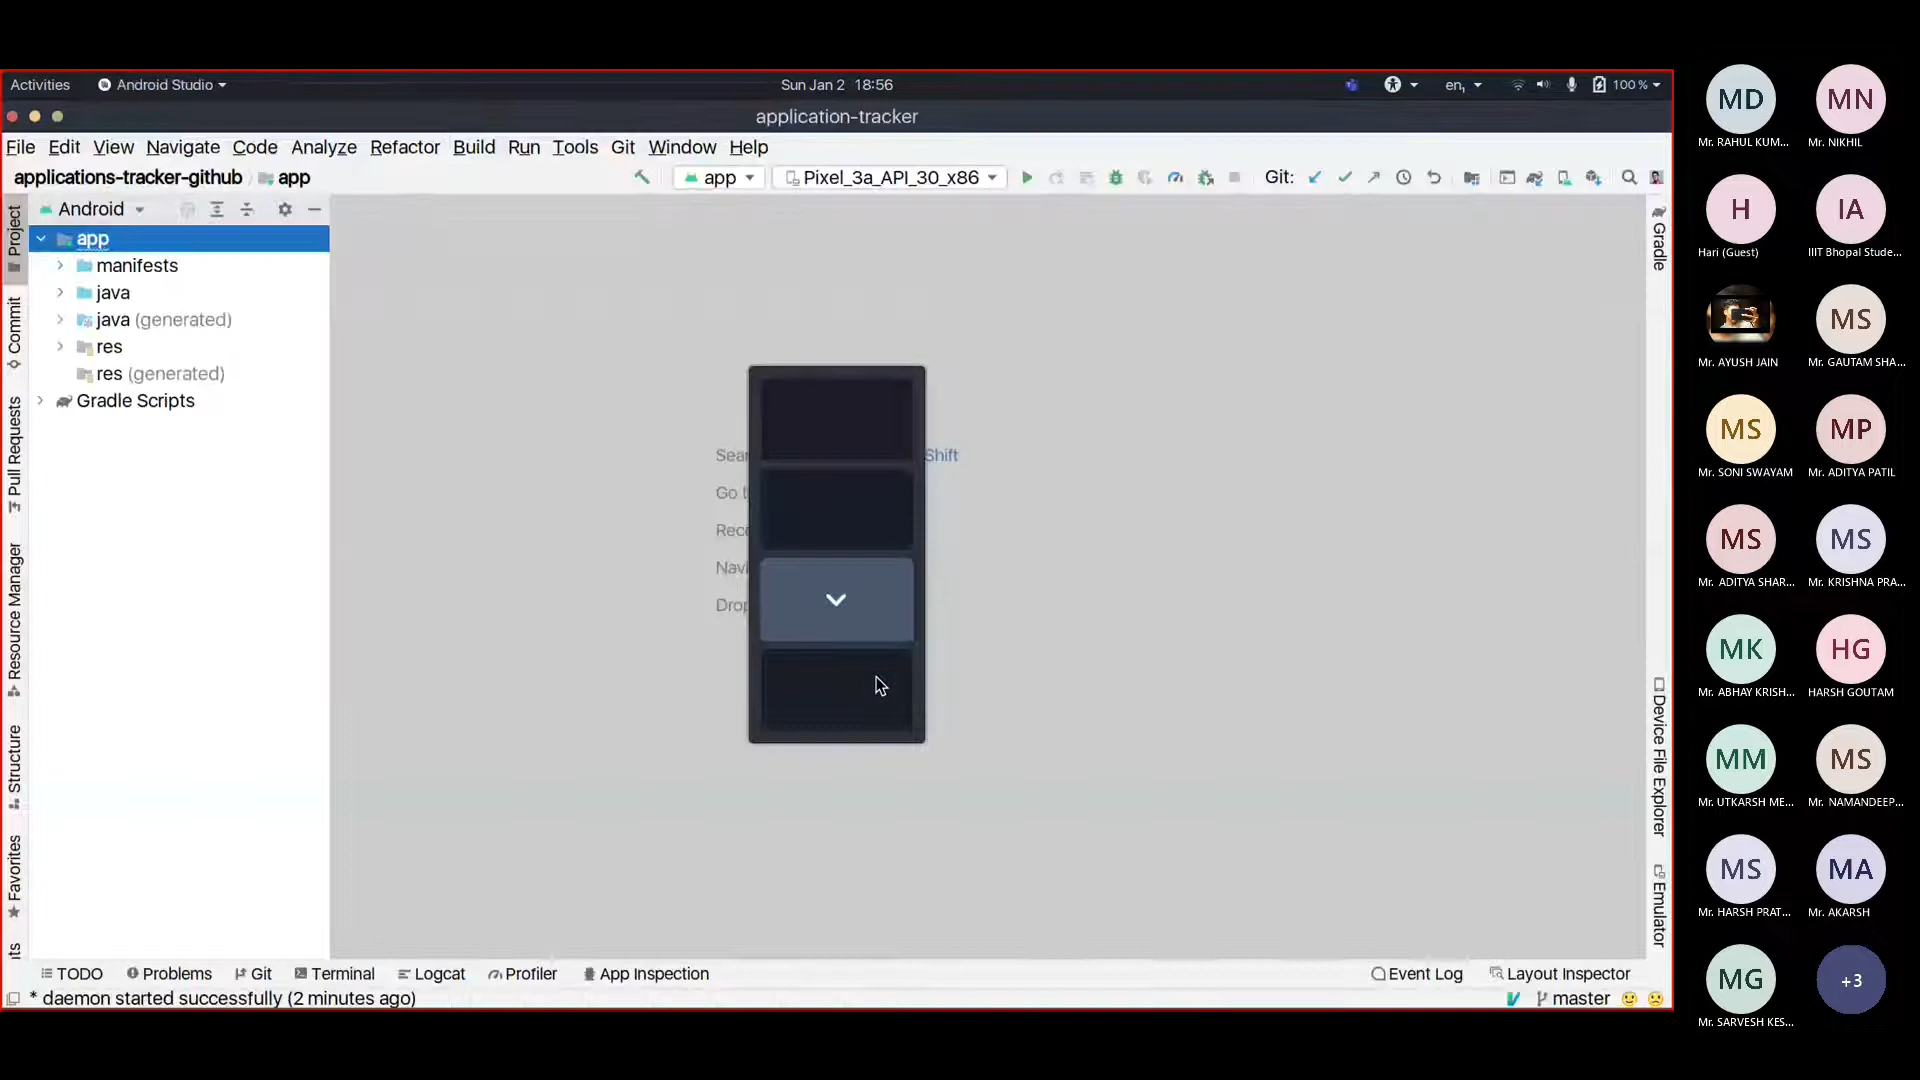 Activities
Android Studio
Sun Jan 2 18:56
en₁
100 %
application-tracker
File Edit View Navigate Code Analyze Refactor Build Run Tools Git Window Help
applications-tracker-github app
app
Pixel_3a_API_30_x86
Git:
Android
app
manifests
java
java (generated)
res
res (generated)
Gradle Scripts
Project
Commit
Pull Requests
Resource Manager
Structure
Favorites
Shift
Go t
Gradle
Device File Explorer
Emulator
TODO Problems Git Terminal Logcat Profiler App Inspection
Event Log Layout Inspector
* daemon started successfully (2 minutes ago)
master
MD MN
Mr. RAHUL KUM... Mr. NIKHIL
H IA
Hari (Guest) IIIT Bhopal Stude...
MS
Mr. AYUSH JAIN Mr. GAUTAM SHA...
MS MP
Mr. SONI SWAYAM Mr. ADITYA PATIL
MS MS
Mr. ADITYA SHAR... Mr. KRISHNA PRA...
MK HG
Mr. ABHAY KRISH... HARSH GOUTAM
MM MS
Mr. UTKARSH ME... Mr. NAMANDEEP...
MS MA
Mr. HARSH PRAT... Mr. AKARSH
MG +3
Mr. SARVESH KES...